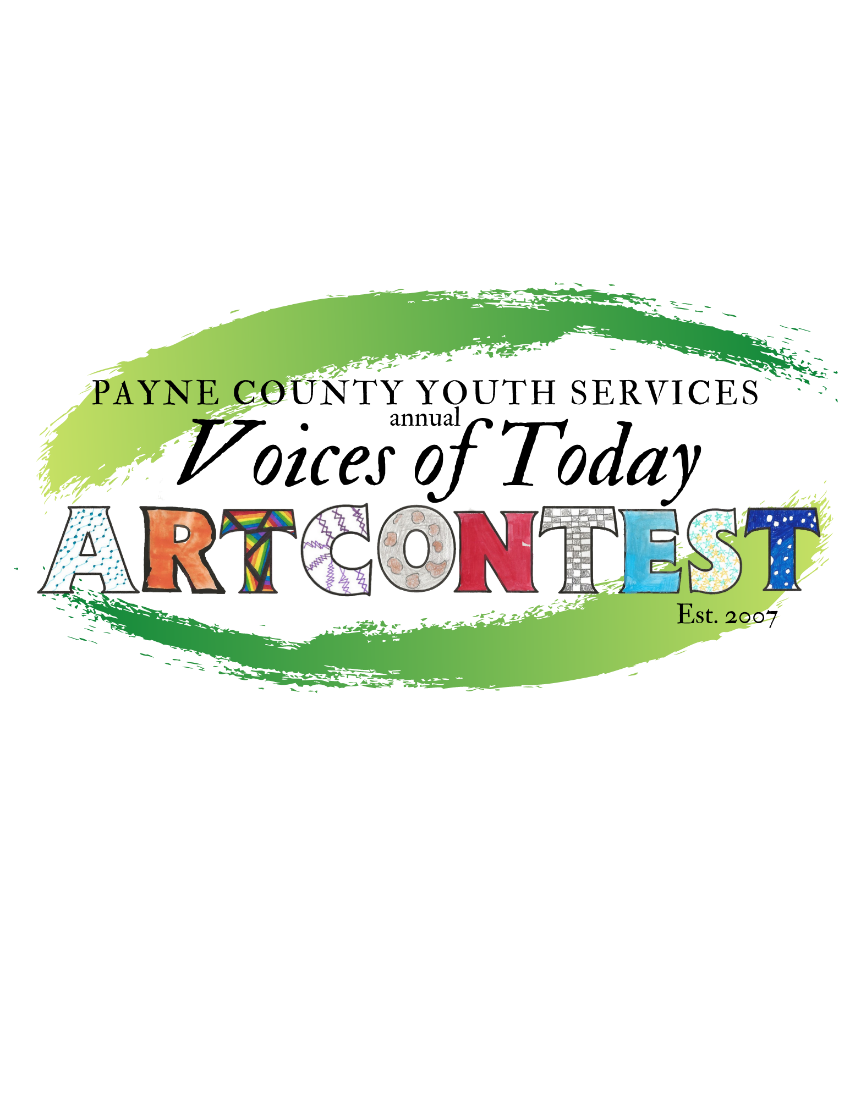 PAYNE COUNTY YOUTH SERVICES
annual
Voices of Today
ARTCONTEST
Est. 2007